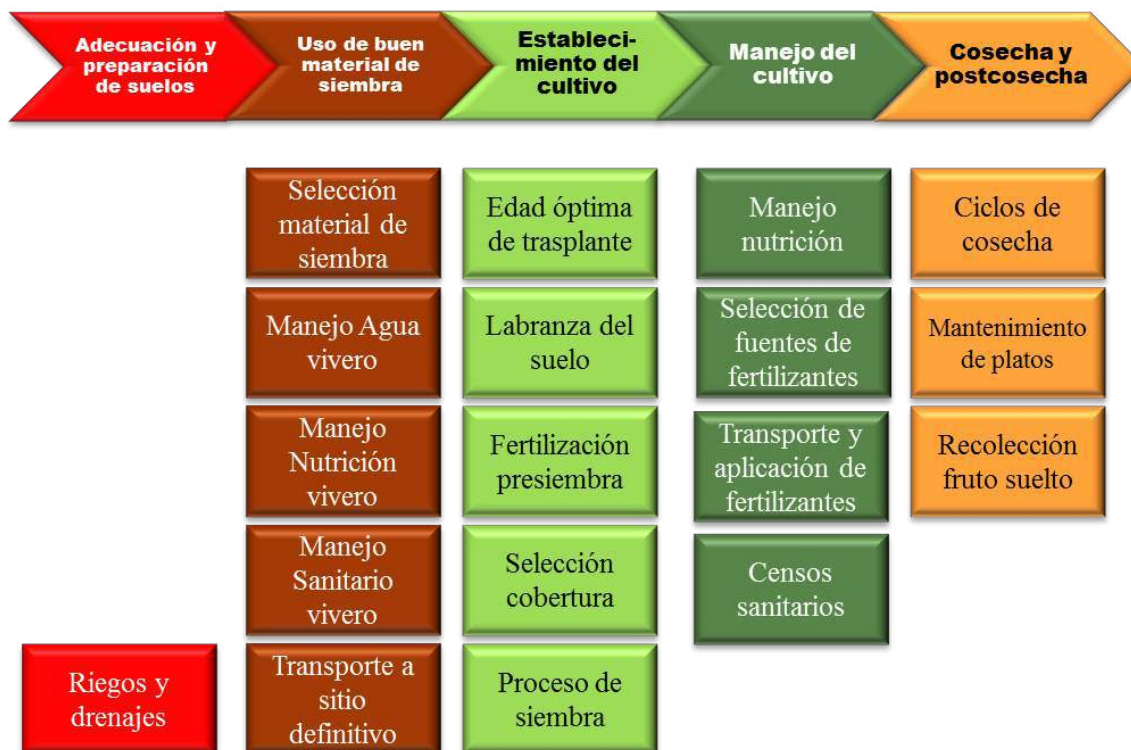 Adecuación y
preparación
de suelos
Uso de buen
material de
siembra
Estableci-
miento del
cultivo
Manejo del
cultivo
Cosecha y
postcosecha
Selección
material de
siembra
Edad óptima
de trasplante
Manejo
nutrición
Ciclos de
cosecha
Manejo Agua
vivero
Labranza del
suelo
Selección de
fuentes de
fertilizantes
Mantenimiento
de platos
Manejo
Nutrición
vivero
Fertilización
presiembra
Transporte y
aplicación de
fertilizantes
Recolección
fruto suelto
Manejo
Sanitario
vivero
Selección
cobertura
Censos
sanitarios
Riegos y
drenajes
Transporte a
sitio
definitivo
Proceso de
siembra